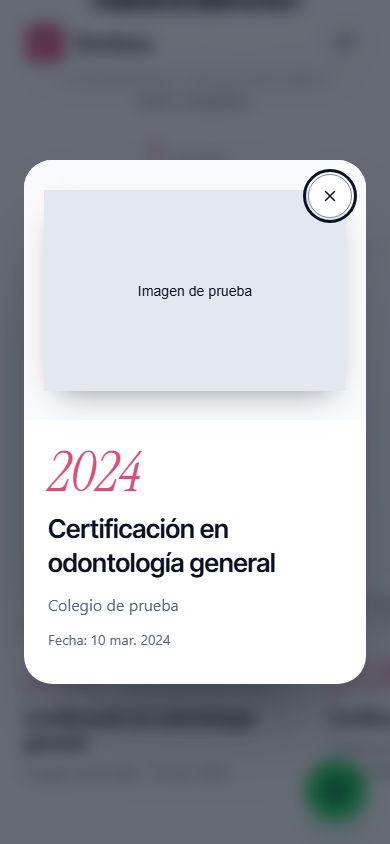 Imagen de prueba
2024
Certificación en
odontología general
Colegio de prueba
Fecha: 10 mar. 2024